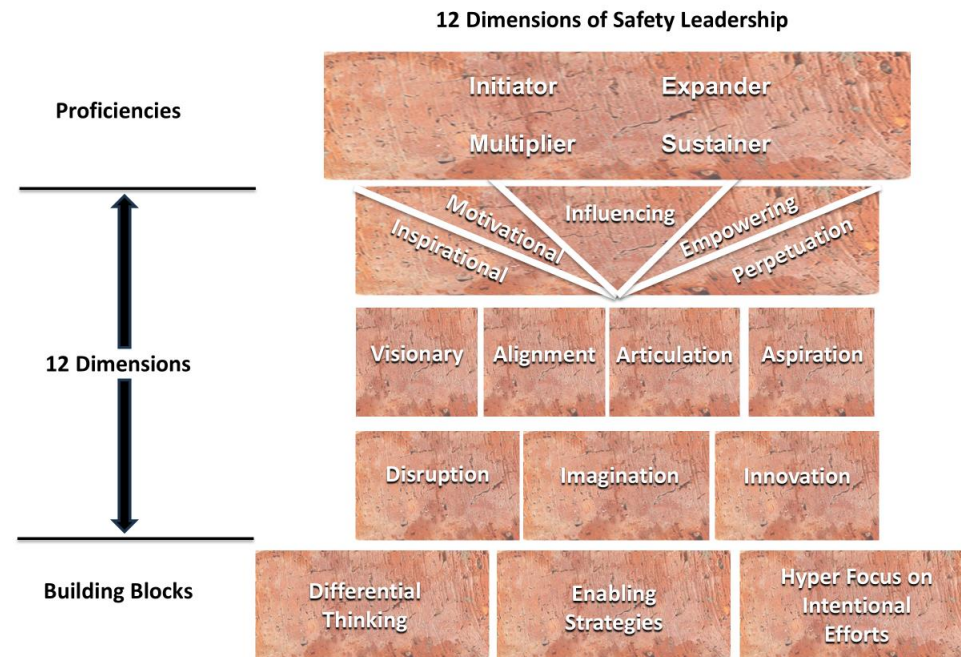 12 Dimensions of Safety Leadership
Proficiencies
Initiator
Expander
Multiplier
Sustainer
12 Dimensions
Inspirational
Motivational
Influencing
Empowering
Perpetuation
Visionary
Alignment
Articulation
Aspiration
Disruption
Imagination
Innovation
Building Blocks
Differential
Thinking
Enabling
Strategies
Hyper Focus on
Intentional
Efforts